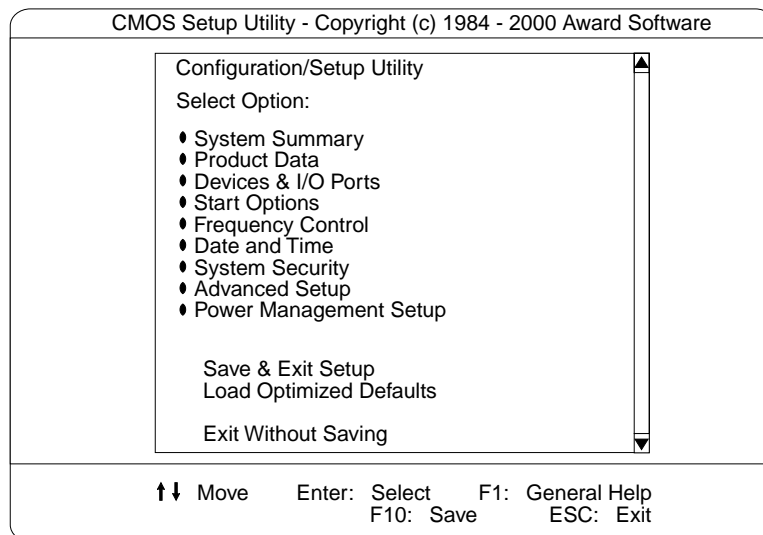 CMOS Setup Utility - Copyright (c) 1984 - 2000 Award Software
Configuration/Setup Utility
Select Option:
System Summary
Product Data
Devices & I/O Ports
Start Options
Frequency Control
Date and Time
System Security
Advanced Setup
Power Management Setup
Save & Exit Setup
Load Optimized Defaults
Exit Without Saving
Move Enter: Select F1: General Help
F10: Save ESC: Exit